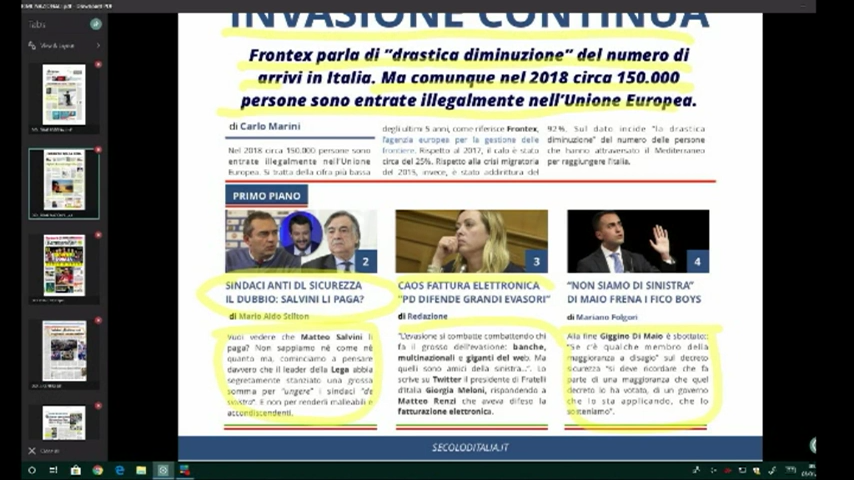 Tabs
INVASIONE CONTINUA
Frontex parla di "drastica diminuzione" del numero di
arrivi in Italia. Ma comunque nel 2018 circa 150.000
persone sono entrate illegalmente nell'Unione Europea.
di Carlo Marini
Nel 2018 circa 150.000 persone sono
entrate illegalmente nell'Unione
Europea. Si tratta della cifra più bassa
degli ultimi 5 anni, come riferisce Frontex,
l'agenzia europea per la gestione delle
frontiere. Rispetto al 2017, il calo è stato
circa del 25%. Rispetto alla crisi migratoria
del 2015, invece, è stato addirittura del
92%. Sul dato incide "la drastica
diminuzione" del numero delle persone
che hanno attraversato il Mediterraneo
per raggiungere l'Italia.
PRIMO PIANO
2
SINDACI ANTI DL SICUREZZA
IL DUBBIO: SALVINI LI PAGA?
di Mario Aldo Stilton
Vuoi vedere che Matteo Salvini li
paga? Non sappiamo né come né
quanto ma, cominciamo a pensare
davvero che il leader della Lega abbia
segretamente stanziato una grossa
somma per "ungere" i sindaci "de
sinistra". E non per renderli malleabili e
accondiscendenti.
3
CAOS FATTURA ELETTRONICA
"PD DIFENDE GRANDI EVASORI"
di Redazione
"L'evasione si combatte combattendo chi
fa il grosso dell'evasione: banche,
multinazionali e giganti del web. Ma
quelli sono amici della sinistra...". Lo
scrive su Twitter il presidente di Fratelli
d'Italia Giorgia Meloni, rispondendo a
Matteo Renzi che aveva difeso la
fatturazione elettronica.
4
"NON SIAMO DI SINISTRA"
DI MAIO FRENA I FICO BOYS
di Mariano Folgori
Alla fine Giggino Di Maio è sbottato:
"Se c'è qualche membro della
maggioranza a disagio" sul decreto
sicurezza "si deve ricordare che fa
parte di una maggioranza che quel
decreto lo ha votato, di un governo
che lo sta applicando, che lo
sosteniamo".
SECOLODITALIA.IT